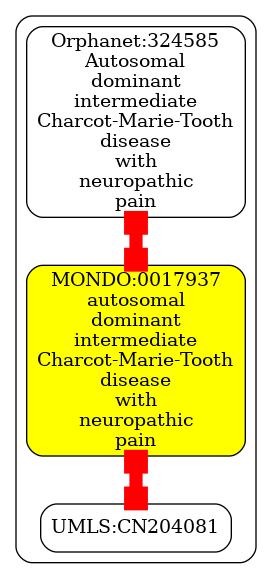 Orphanet:324585
Autosomal
dominant
intermediate
Charcot-Marie-Tooth
disease
with
neuropathic
pain
MONDO:0017937
autosomal
dominant
intermediate
Charcot-Marie-Tooth
disease
with
neuropathic
pain
UMLS:CN204081